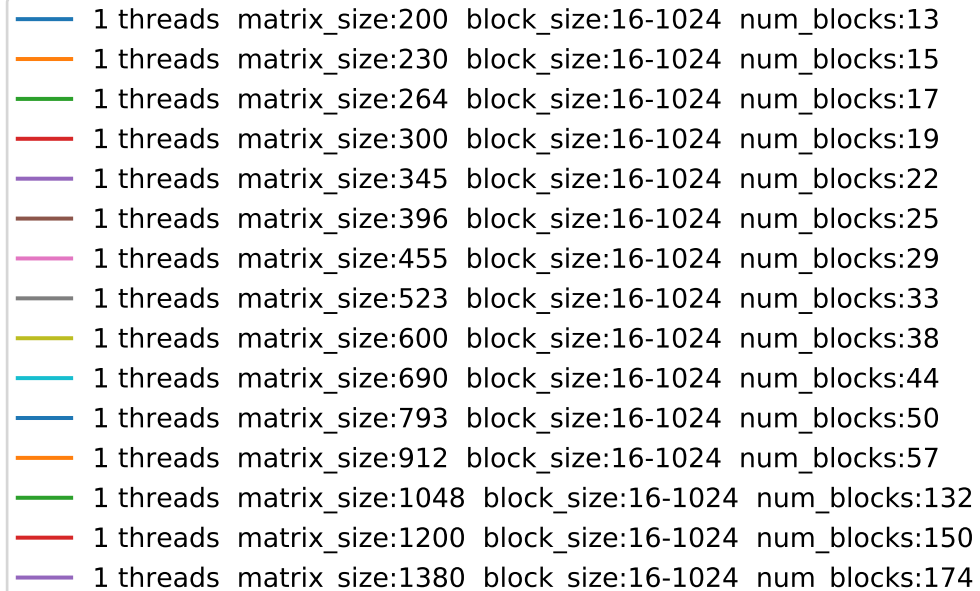 1 threads matrix_size:200 block_size:16-1024 num_blocks:13
1 threads matrix_size:230 block_size:16-1024 num_blocks:15
1 threads matrix_size:264 block_size:16-1024 num_blocks:17
1 threads matrix_size:300 block_size:16-1024 num_blocks:19
1 threads matrix_size:345 block_size:16-1024 num_blocks:22
1 threads matrix_size:396 block_size:16-1024 num_blocks:25
1 threads matrix_size:455 block_size:16-1024 num_blocks:29
1 threads matrix_size:523 block_size:16-1024 num_blocks:33
1 threads matrix_size:600 block_size:16-1024 num_blocks:38
1 threads matrix_size:690 block_size:16-1024 num_blocks:44
1 threads matrix_size:793 block_size:16-1024 num_blocks:50
1 threads matrix_size:912 block_size:16-1024 num_blocks:57
1 threads matrix_size:1048 block_size:16-1024 num_blocks:132
1 threads matrix_size:1200 block_size:16-1024 num_blocks:150
1 threads matrix_size:1380 block_size:16-1024 num_blocks:174